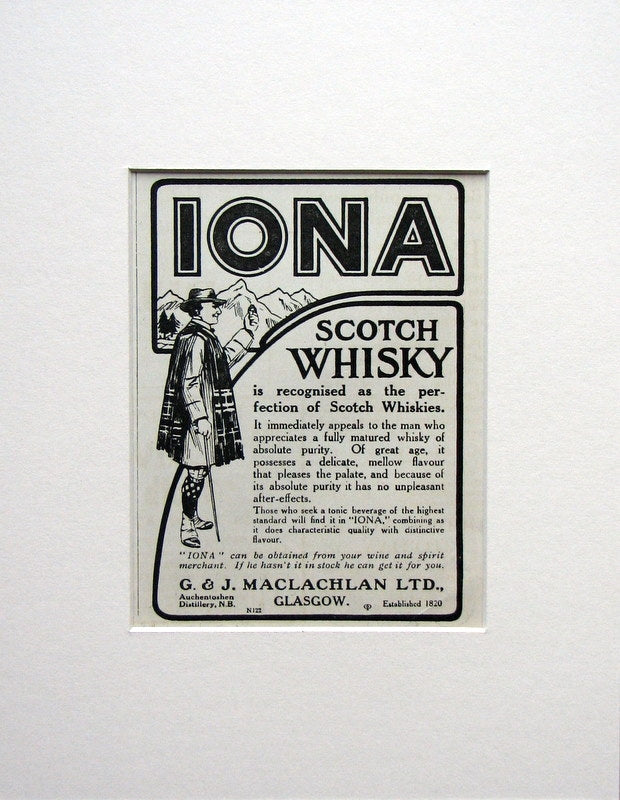 IONA
SCOTCH
WHISKY
is recognised as the per-
fection of Scotch Whiskies.
It immediately appeals to the man who
appreciates a fully matured whisky of
absolute purity. Of great age, it
possesses a delicate, mellow flavour
that pleases the palate, and because of
its absolute purity it has no unpleasant
after-effects.
Those who seek a tonic beverage of the highest
standard will find it in "IONA," combining as
it does characteristic quality with distinctive
flavour.
"IONA" can be obtained from your wine and spirit
merchant. If he hasn't it in stock he can get it for you.
G. & J. MACLACHLAN LTD.,
Auchentoshen
Distillery, N.B. GLASGOW. Established 1820
N122